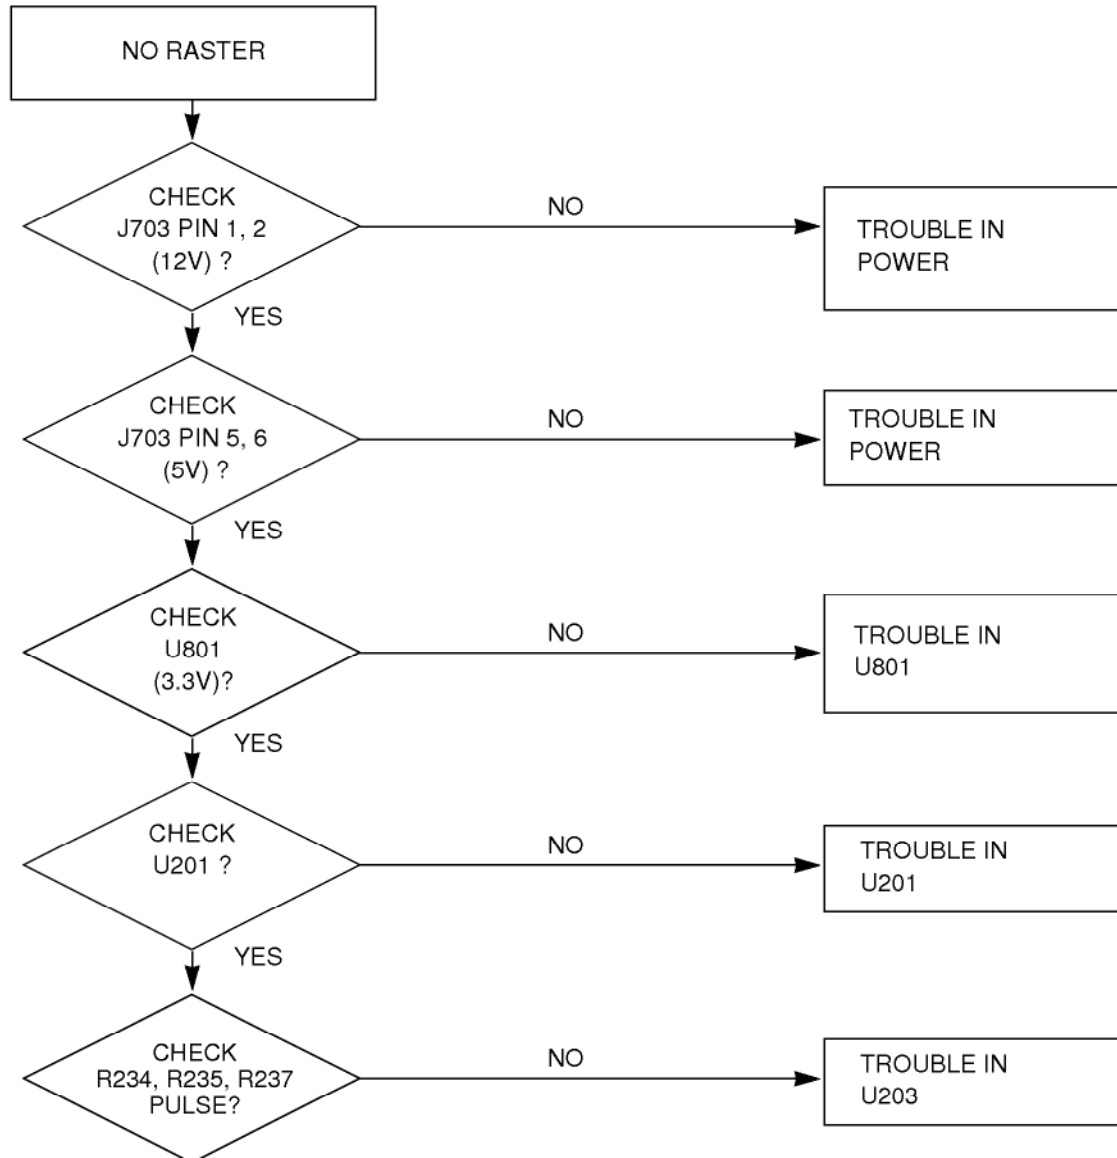 NO RASTER
CHECK
J703 PIN 1, 2
(12V) ?
NO
TROUBLE IN
POWER
YES
CHECK
J703 PIN 5, 6
(5V) ?
NO
TROUBLE IN
POWER
YES
CHECK
U801
(3.3V)?
NO
TROUBLE IN
U801
YES
CHECK
U201 ?
NO
TROUBLE IN
U201
YES
CHECK
R234, R235, R237
PULSE?
NO
TROUBLE IN
U203